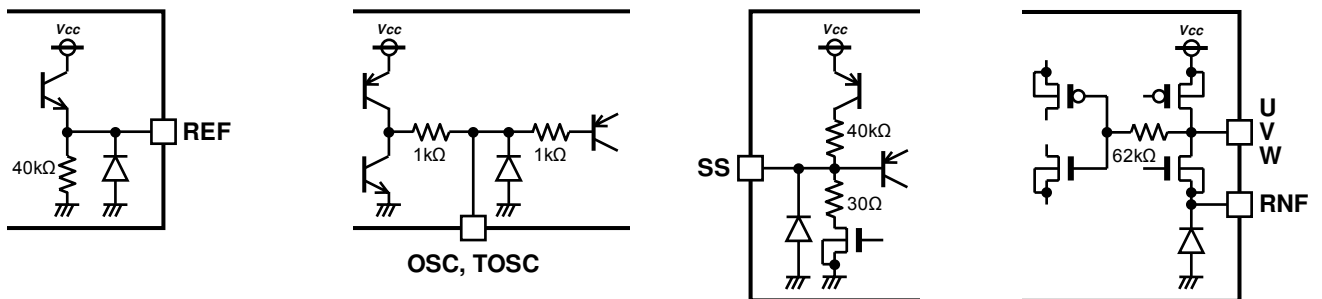 Vcc
REF
40kΩ
Vcc
1kΩ
1kΩ
OSC, TOSC
Vcc
40kΩ
SS
30Ω
Vcc
U
V
W
62kΩ
RNF